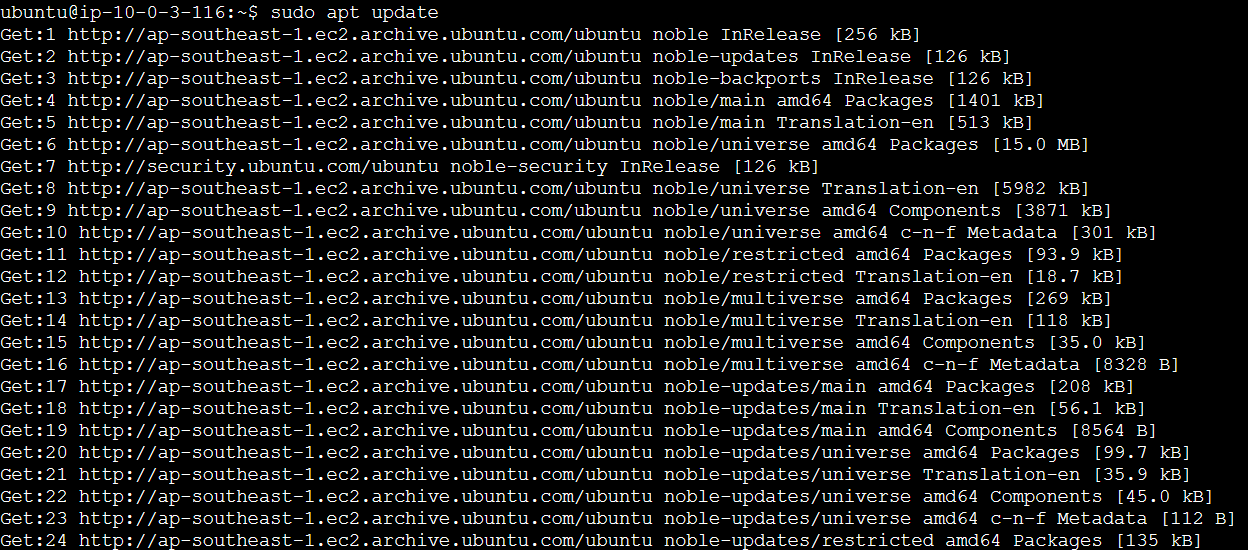 ubuntu@ip-10-0-3-116:~$ sudo apt update
Get:1 http://ap-southeast-1.ec2.archive.ubuntu.com/ubuntu noble InRelease [256 kB]
Get:2 http://ap-southeast-1.ec2.archive.ubuntu.com/ubuntu noble-updates InRelease [126 kB]
Get:3 http://ap-southeast-1.ec2.archive.ubuntu.com/ubuntu noble-backports InRelease [126 kB]
Get:4 http://ap-southeast-1.ec2.archive.ubuntu.com/ubuntu noble/main amd64 Packages [1401 kB]
Get:5 http://ap-southeast-1.ec2.archive.ubuntu.com/ubuntu noble/main Translation-en [513 kB]
Get:6 http://ap-southeast-1.ec2.archive.ubuntu.com/ubuntu noble/universe amd64 Packages [15.0 MB]
Get:7 http://security.ubuntu.com/ubuntu noble-security InRelease [126 kB]
Get:8 http://ap-southeast-1.ec2.archive.ubuntu.com/ubuntu noble/universe Translation-en [5982 kB]
Get:9 http://ap-southeast-1.ec2.archive.ubuntu.com/ubuntu noble/universe amd64 Components [3871 kB]
Get:10 http://ap-southeast-1.ec2.archive.ubuntu.com/ubuntu noble/universe amd64 c-n-f Metadata [301 kB]
Get:11 http://ap-southeast-1.ec2.archive.ubuntu.com/ubuntu noble/restricted amd64 Packages [93.9 kB]
Get:12 http://ap-southeast-1.ec2.archive.ubuntu.com/ubuntu noble/restricted Translation-en [18.7 kB]
Get:13 http://ap-southeast-1.ec2.archive.ubuntu.com/ubuntu noble/multiverse amd64 Packages [269 kB]
Get:14 http://ap-southeast-1.ec2.archive.ubuntu.com/ubuntu noble/multiverse Translation-en [118 kB]
Get:15 http://ap-southeast-1.ec2.archive.ubuntu.com/ubuntu noble/multiverse amd64 Components [35.0 kB]
Get:16 http://ap-southeast-1.ec2.archive.ubuntu.com/ubuntu noble/multiverse amd64 c-n-f Metadata [8328 B]
Get:17 http://ap-southeast-1.ec2.archive.ubuntu.com/ubuntu noble-updates/main amd64 Packages [208 kB]
Get:18 http://ap-southeast-1.ec2.archive.ubuntu.com/ubuntu noble-updates/main Translation-en [56.1 kB]
Get:19 http://ap-southeast-1.ec2.archive.ubuntu.com/ubuntu noble-updates/main amd64 Components [8564 B]
Get:20 http://ap-southeast-1.ec2.archive.ubuntu.com/ubuntu noble-updates/universe amd64 Packages [99.7 kB]
Get:21 http://ap-southeast-1.ec2.archive.ubuntu.com/ubuntu noble-updates/universe Translation-en [35.9 kB]
Get:22 http://ap-southeast-1.ec2.archive.ubuntu.com/ubuntu noble-updates/universe amd64 Components [45.0 kB]
Get:23 http://ap-southeast-1.ec2.archive.ubuntu.com/ubuntu noble-updates/universe amd64 c-n-f Metadata [112 B]
Get:24 http://ap-southeast-1.ec2.archive.ubuntu.com/ubuntu noble-updates/restricted amd64 Packages [135 kB]